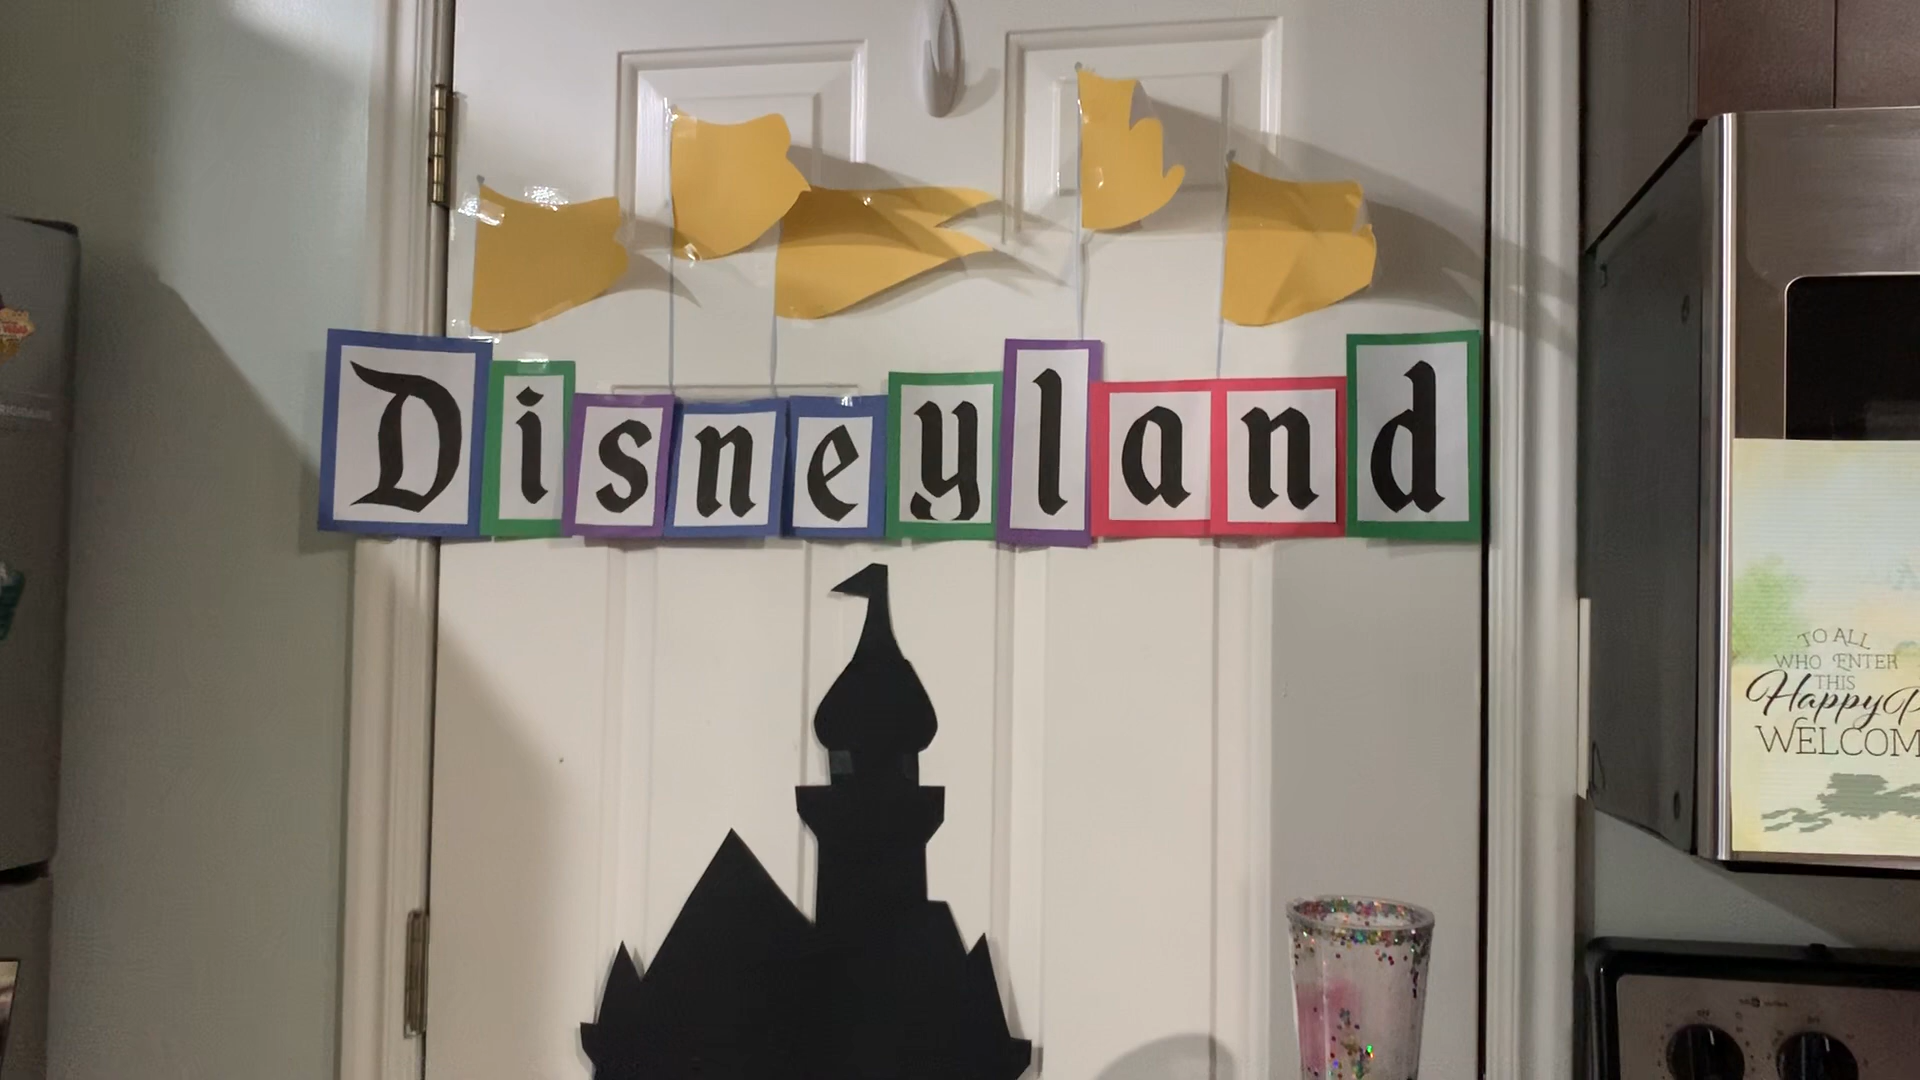 Disneyland
TO ALL
WHO ENTER
THIS
Happy
WELCOM